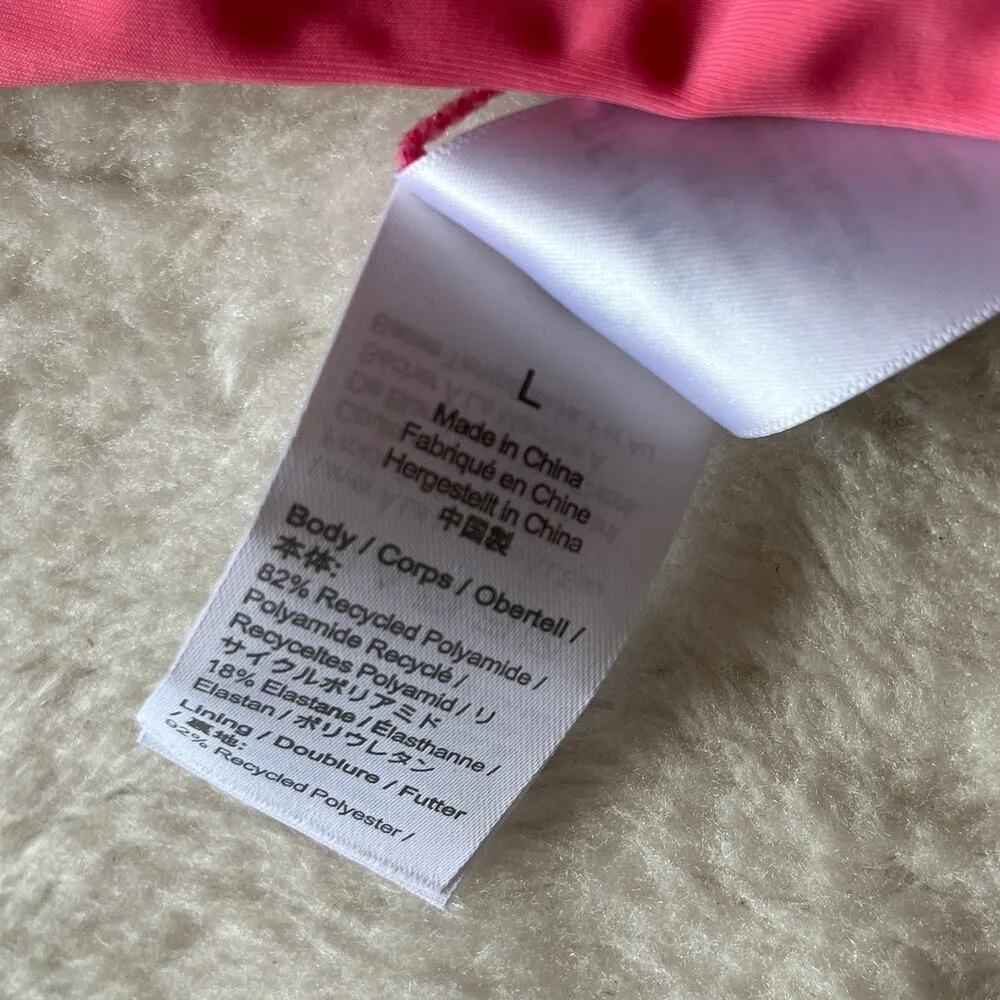 L
Made in China
Fabriqué en Chine
Hergestellt in China
中国製
Body / Corps / Oberteil /
本体:
82% Recycled Polyamide /
Polyamide Recyclé /
Recyceltes Polyamid / リ
サイクルポリアミド
18% Elastane / Élasthanne /
Elastan / ポリウレタン
Lining / Doublure / Futter
/ 裏地:
92% Recycled Polyester /